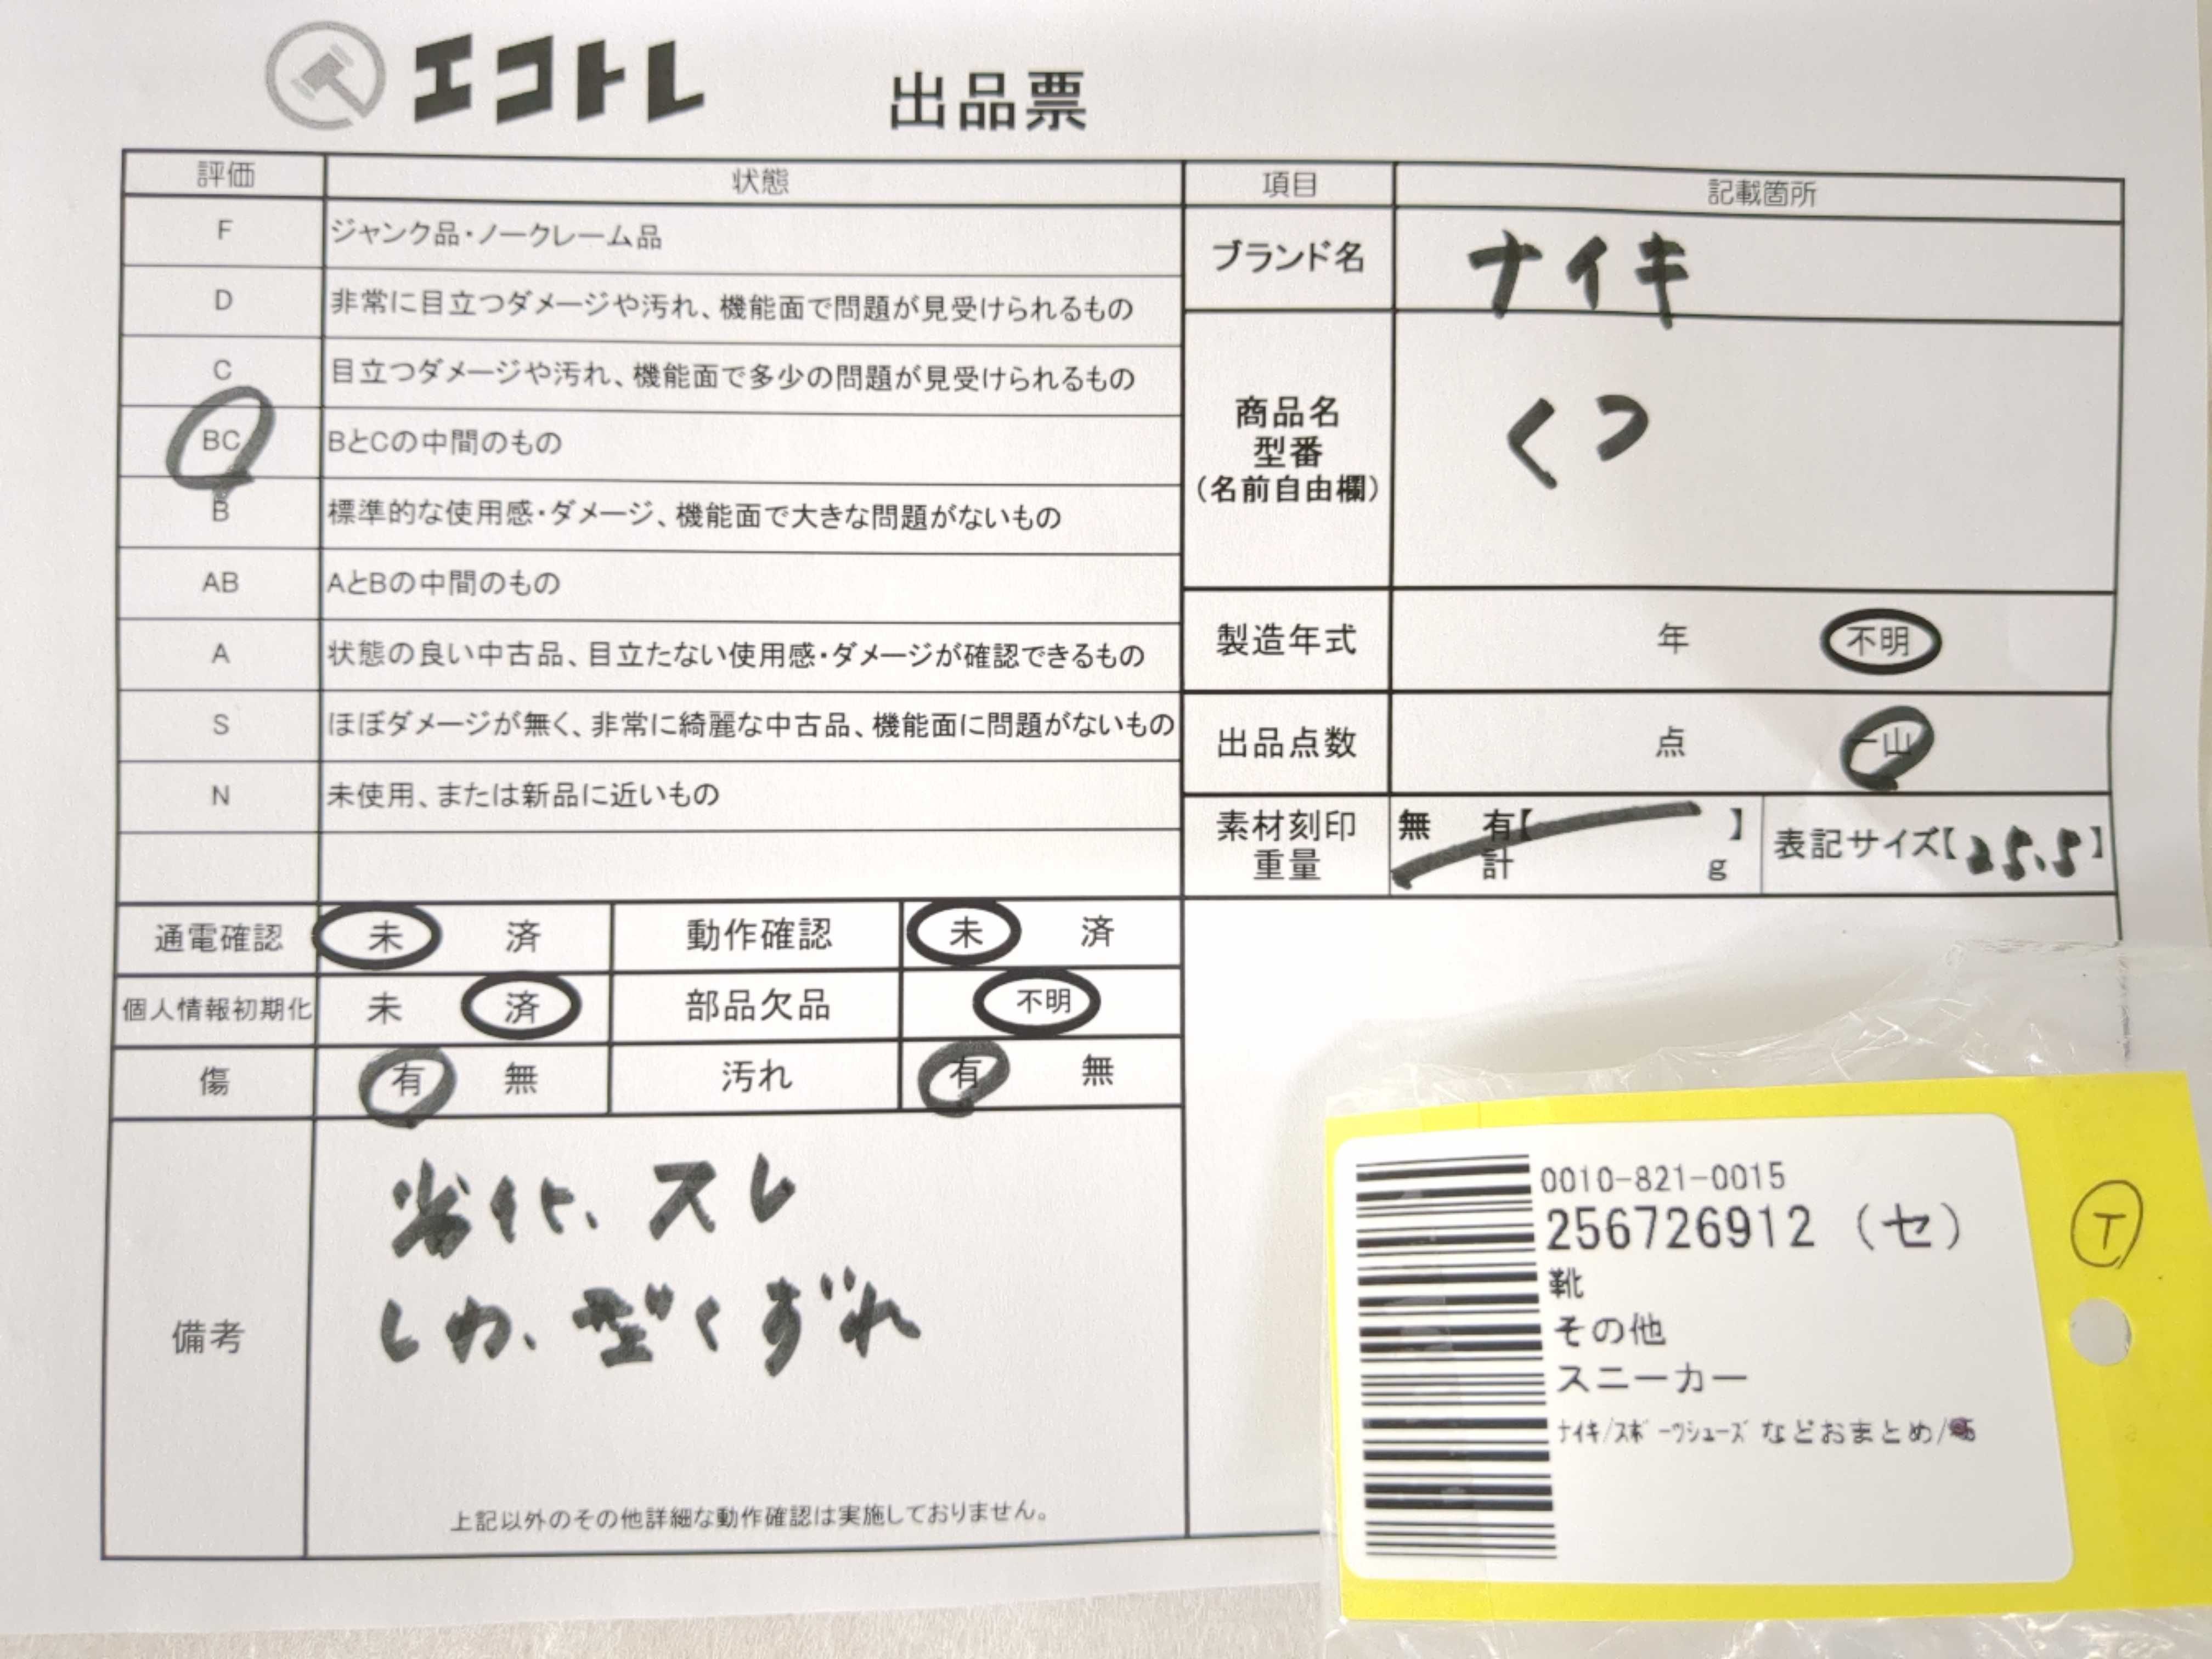 エコトレ 出品票
評価 状態
F ジャンク品・ノークレーム品
D 非常に目立つダメージや汚れ、機能面で問題が見受けられるもの
C 目立つダメージや汚れ、機能面で多少の問題が見受けられるもの
BC BとCの中間のもの
B 標準的な使用感・ダメージ、機能面で大きな問題がないもの
AB AとBの中間のもの
A 状態の良い中古品、目立たない使用感・ダメージが確認できるもの
S ほぼダメージが無く、非常に綺麗な中古品、機能面に問題がないもの
N 未使用、または新品に近いもの
項目 記載箇所
ブランド名 ナイキ
商品名
型番
(名前自由欄)
くつ
製造年式 年 不明
出品点数 点 一山
素材刻印 無 有【 】
重量 計 g
表記サイズ【25.5】
通電確認 未 済 動作確認 未 済
個人情報初期化 未 済 部品欠品 不明
傷 有 無 汚れ 有 無
備考
劣化、スレ
しわ、型くずれ
上記以外のその他詳細な動作確認は実施しておりません。
0010-821-0015
256726912(セ)
靴
その他
スニーカー
ナイキ/スポーツシューズ などおまとめ/
T